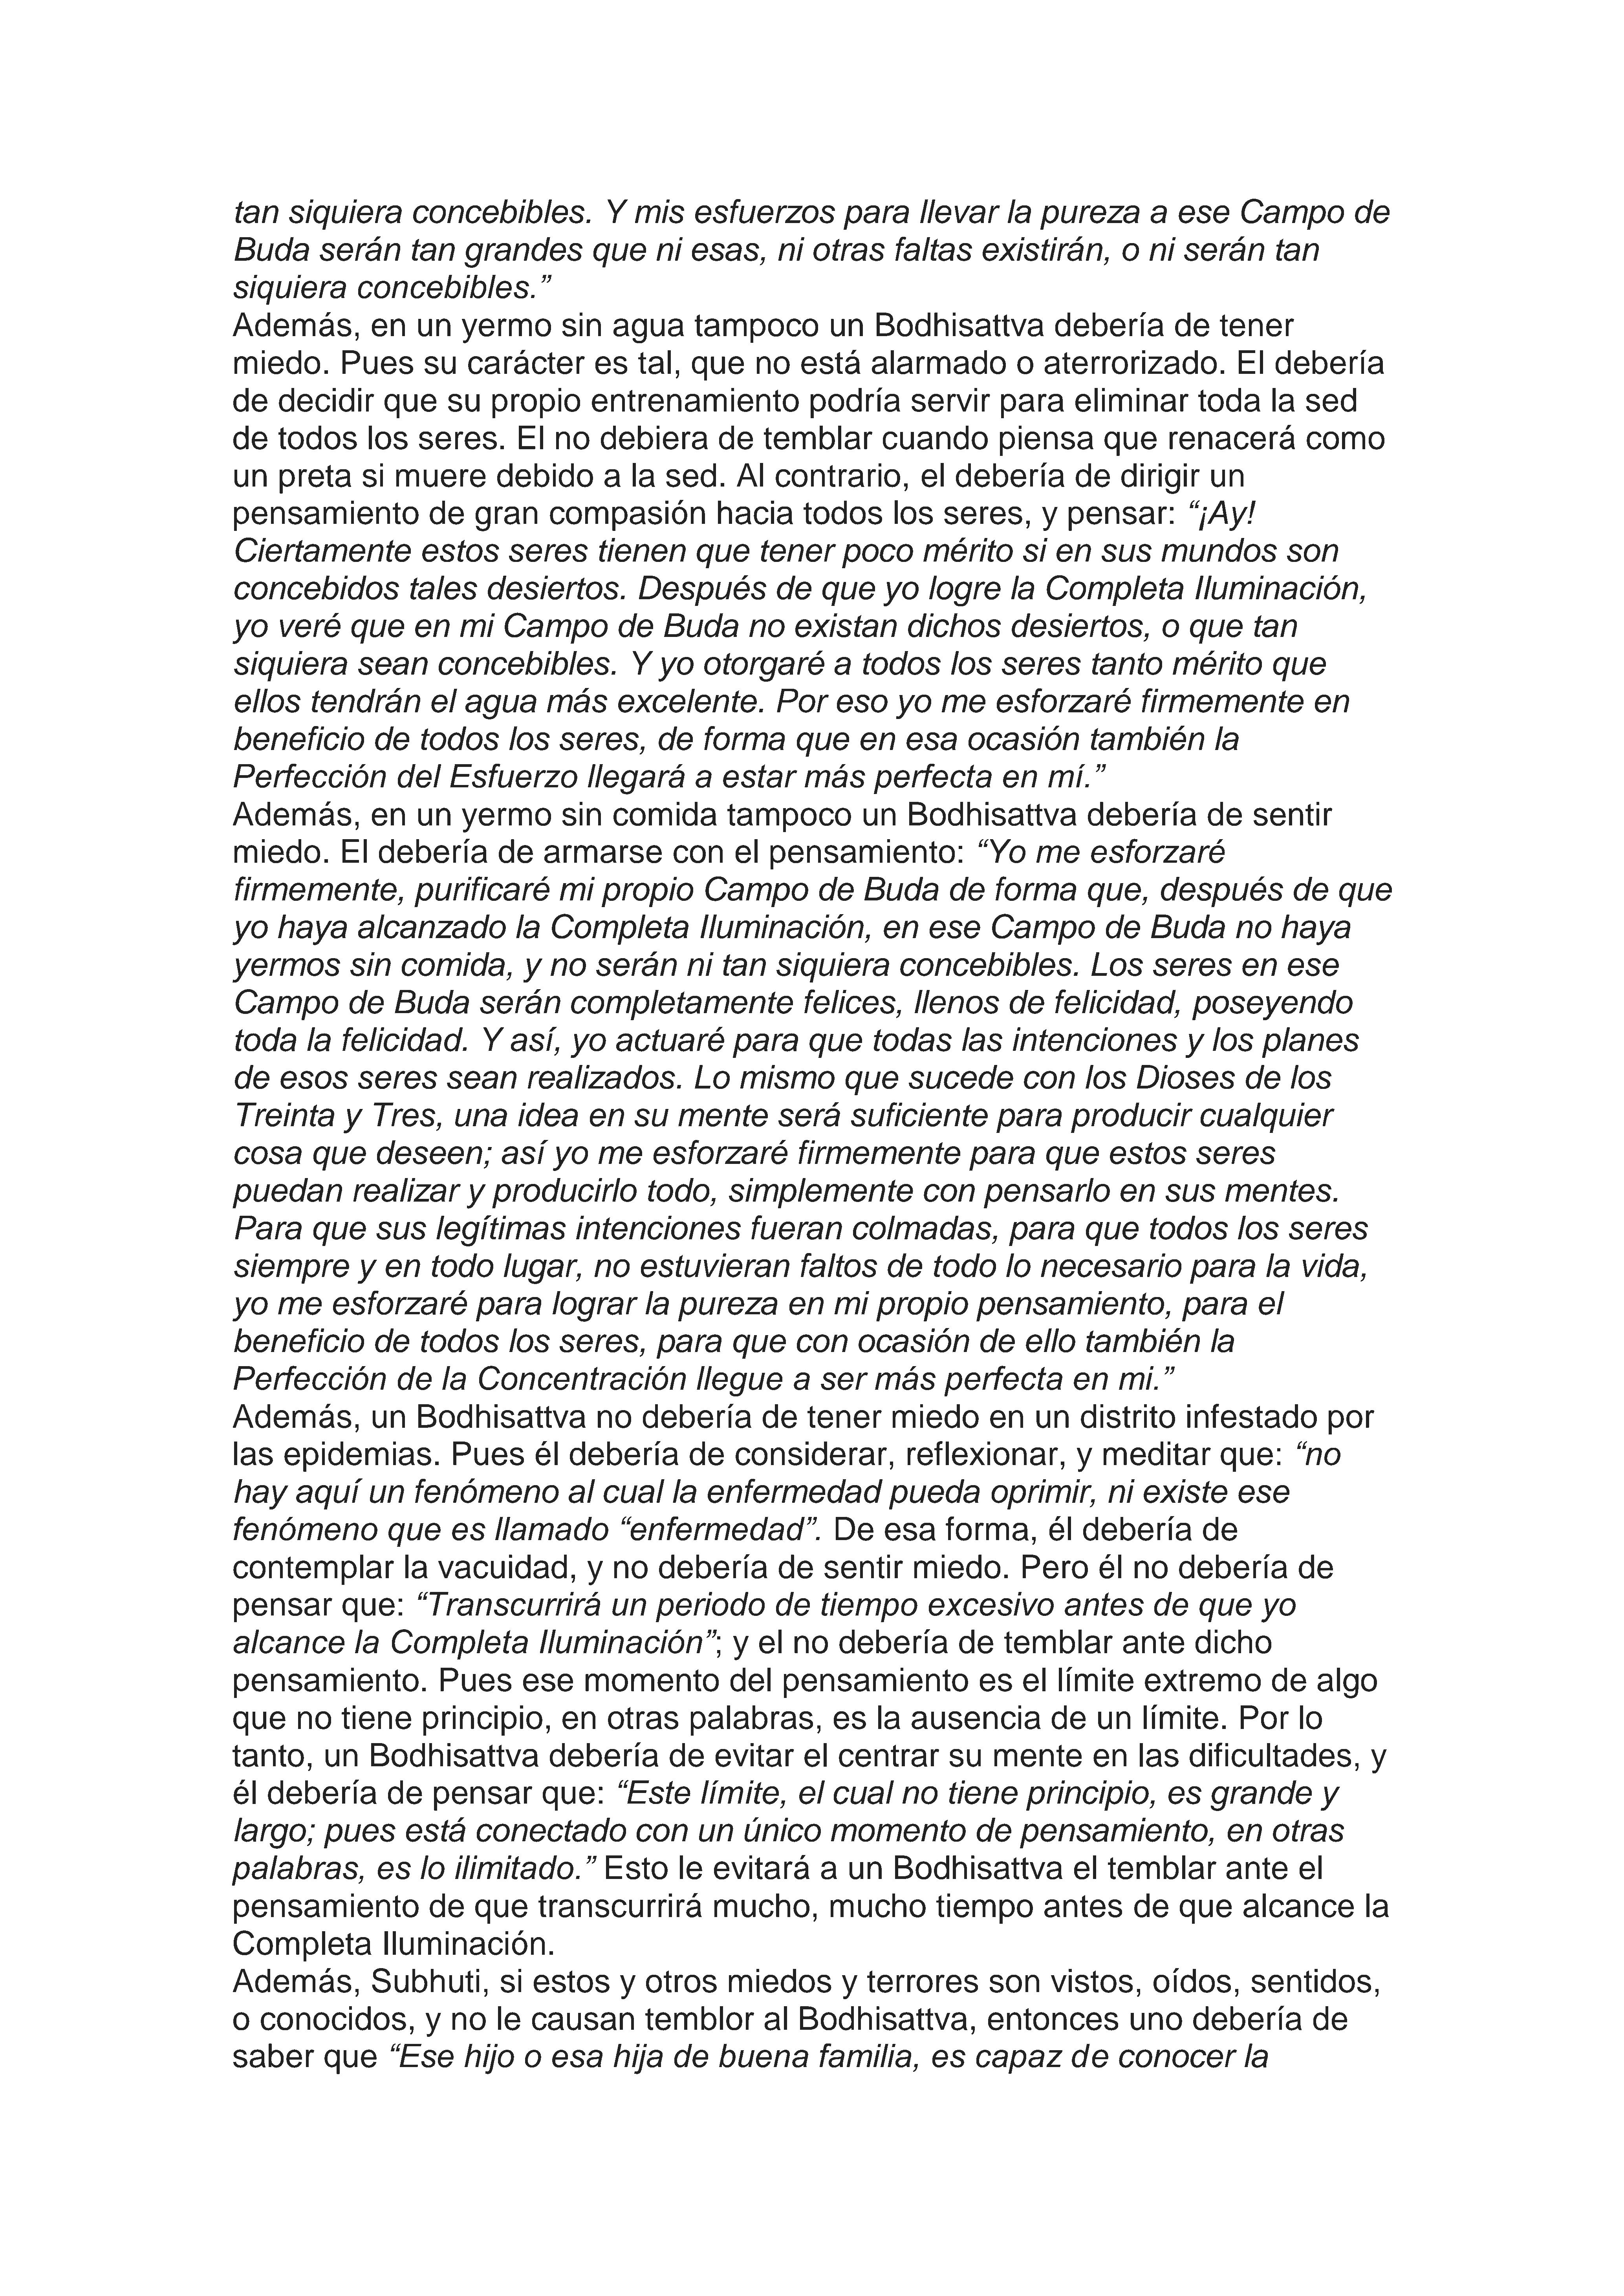 tan siquiera concebibles. Y mis esfuerzos para llevar la pureza a ese Campo de
Buda serán tan grandes que ni esas, ni otras faltas existirán, o ni serán tan
siquiera concebibles.”
Además, en un yermo sin agua tampoco un Bodhisattva debería de tener
miedo. Pues su carácter es tal, que no está alarmado o aterrorizado. El debería
de decidir que su propio entrenamiento podría servir para eliminar toda la sed
de todos los seres. El no debiera de temblar cuando piensa que renacerá como
un preta si muere debido a la sed. Al contrario, el debería de dirigir un
pensamiento de gran compasión hacia todos los seres, y pensar: “¡Ay!
Ciertamente estos seres tienen que tener poco mérito si en sus mundos son
concebidos tales desiertos. Después de que yo logre la Completa Iluminación,
yo veré que en mi Campo de Buda no existan dichos desiertos, o que tan
siquiera sean concebibles. Y yo otorgaré a todos los seres tanto mérito que
ellos tendrán el agua más excelente. Por eso yo me esforzaré firmemente en
beneficio de todos los seres, de forma que en esa ocasión también la
Perfección del Esfuerzo llegará a estar más perfecta en mí.”
Además, en un yermo sin comida tampoco un Bodhisattva debería de sentir
miedo. El debería de armarse con el pensamiento: “Yo me esforzaré
firmemente, purificaré mi propio Campo de Buda de forma que, después de que
yo haya alcanzado la Completa Iluminación, en ese Campo de Buda no haya
yermos sin comida, y no serán ni tan siquiera concebibles. Los seres en ese
Campo de Buda serán completamente felices, llenos de felicidad, poseyendo
toda la felicidad. Y así, yo actuaré para que todas las intenciones y los planes
de esos seres sean realizados. Lo mismo que sucede con los Dioses de los
Treinta y Tres, una idea en su mente será suficiente para producir cualquier
cosa que deseen; así yo me esforzaré firmemente para que estos seres
puedan realizar y producirlo todo, simplemente con pensarlo en sus mentes.
Para que sus legítimas intenciones fueran colmadas, para que todos los seres
siempre y en todo lugar, no estuvieran faltos de todo lo necesario para la vida,
yo me esforzaré para lograr la pureza en mi propio pensamiento, para el
beneficio de todos los seres, para que con ocasión de ello también la
Perfección de la Concentración llegue a ser más perfecta en mi.”
Además, un Bodhisattva no debería de tener miedo en un distrito infestado por
las epidemias. Pues él debería de considerar, reflexionar, y meditar que: “no
hay aquí un fenómeno al cual la enfermedad pueda oprimir, ni existe ese
fenómeno que es llamado “enfermedad”. De esa forma, él debería de
contemplar la vacuidad, y no debería de sentir miedo. Pero él no debería de
pensar que: “Transcurrirá un periodo de tiempo excesivo antes de que yo
alcance la Completa Iluminación”; y el no debería de temblar ante dicho
pensamiento. Pues ese momento del pensamiento es el límite extremo de algo
que no tiene principio, en otras palabras, es la ausencia de un límite. Por lo
tanto, un Bodhisattva debería de evitar el centrar su mente en las dificultades, y
él debería de pensar que: “Este límite, el cual no tiene principio, es grande y
largo; pues está conectado con un único momento de pensamiento, en otras
palabras, es lo ilimitado.” Esto le evitará a un Bodhisattva el temblar ante el
pensamiento de que transcurrirá mucho, mucho tiempo antes de que alcance la
Completa Iluminación.
Además, Subhuti, si estos y otros miedos y terrores son vistos, oídos, sentidos,
o conocidos, y no le causan temblor al Bodhisattva, entonces uno debería de
saber que “Ese hijo o esa hija de buena familia, es capaz de conocer la